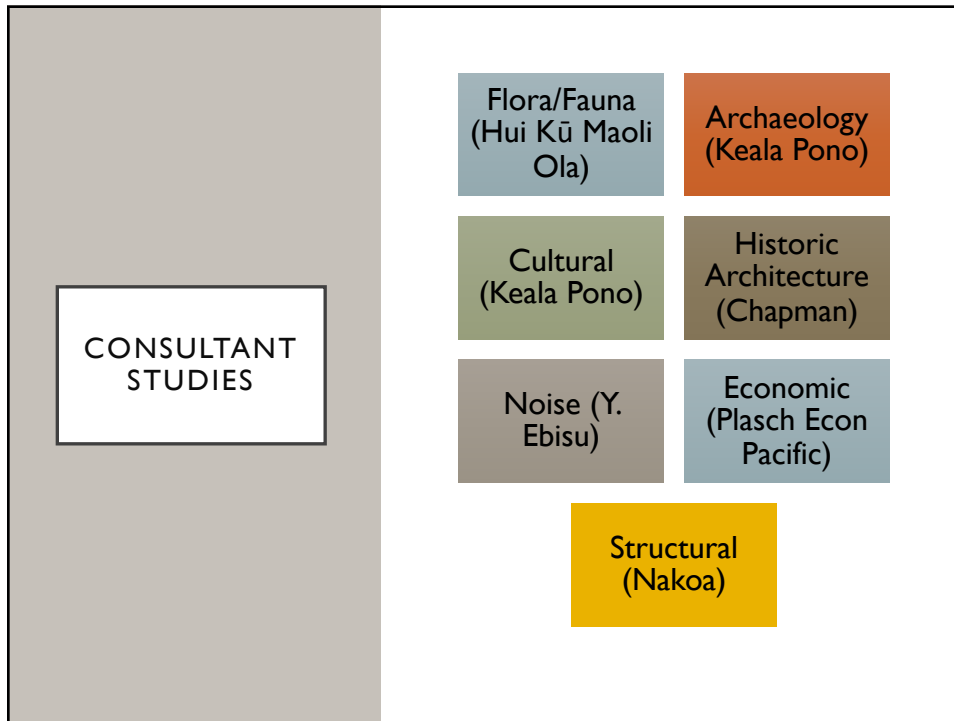 CONSULTANT
STUDIES
Flora/Fauna
(Hui Kū Maoli
Ola)
Archaeology
(Keala Pono)
Cultural
(Keala Pono)
Historic
Architecture
(Chapman)
Noise (Y.
Ebisu)
Economic
(Plasch Econ
Pacific)
Structural
(Nakoa)